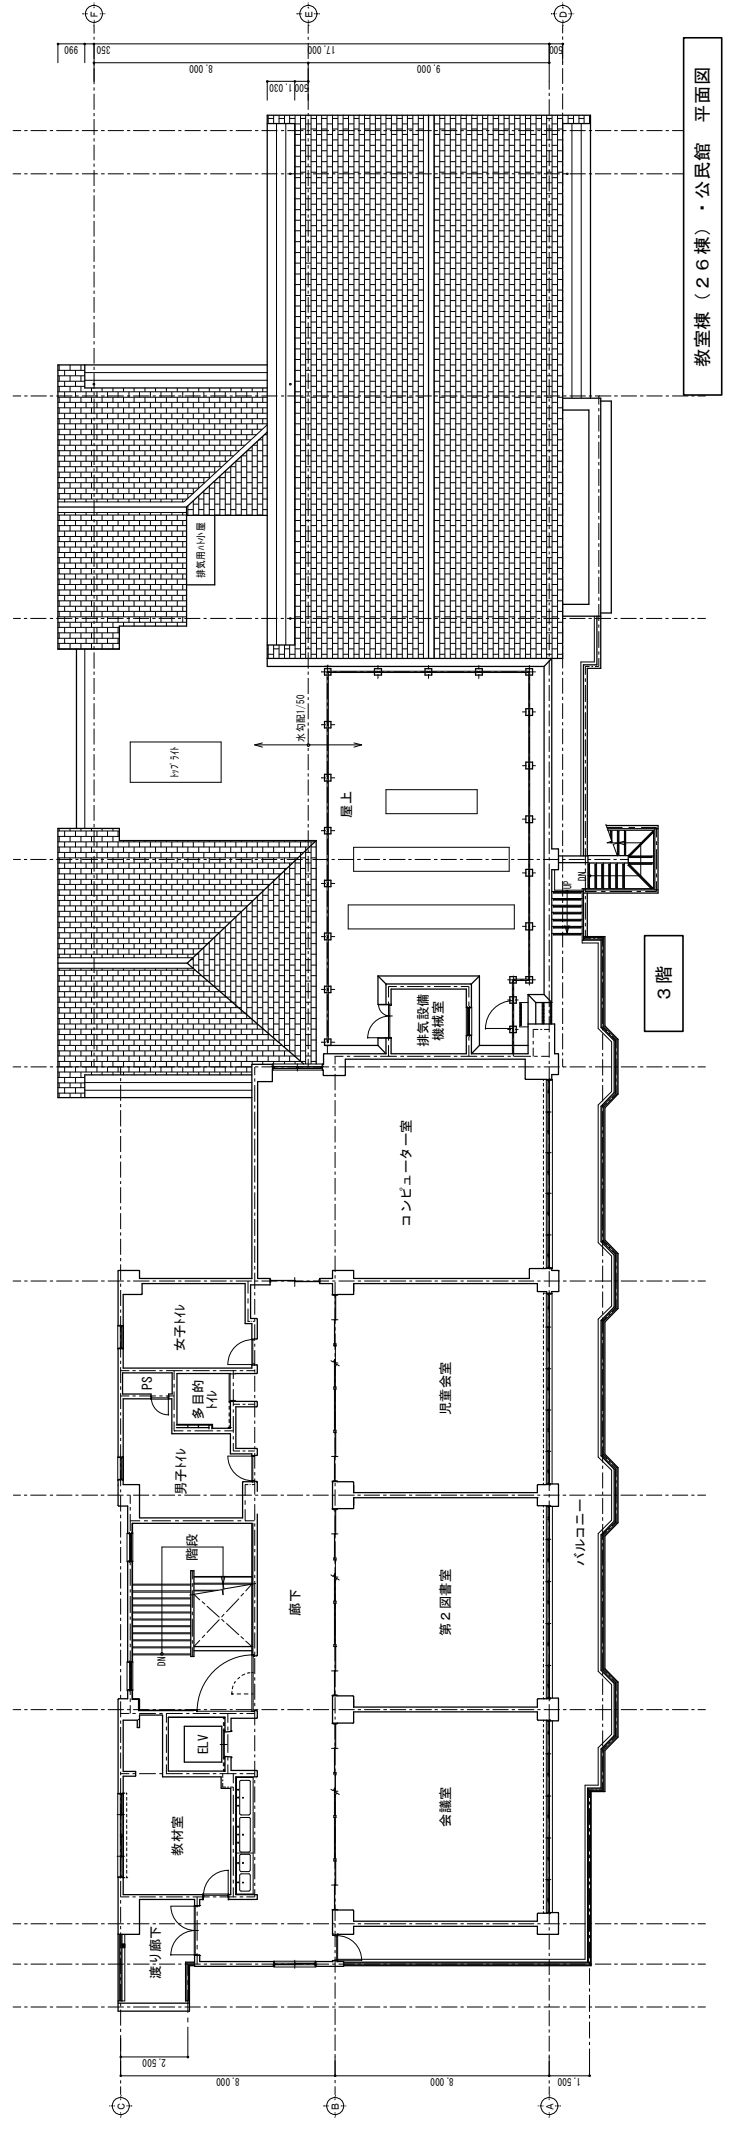 教室棟（２６棟）・公民館　平面図
３階
F
E
D
990
350
17,000
500
8,000
9,000
1,030
500
排気用ハト小屋
トップライト
水勾配1/50
屋上
UP
DN
排気設備
機械室
コンピューター室
女子トイレ
PS
多目的
トイレ
男子トイレ
児童会室
階段
DN
廊下
第２図書室
バルコニー
ELV
教材室
会議室
渡り廊下
2,500
8,000
8,000
1,500
C
B
A